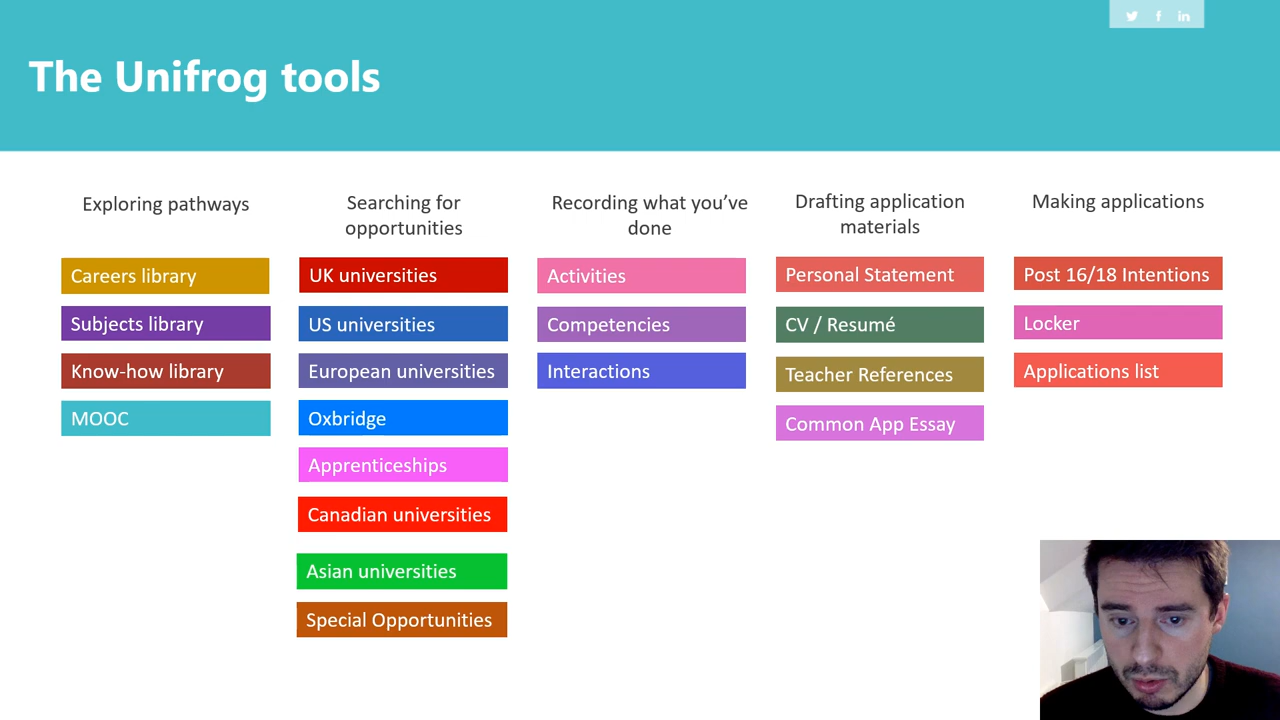 The Unifrog tools
Exploring pathways
Careers library
Subjects library
Know-how library
MOOC
Searching for
opportunities
UK universities
US universities
European universities
Oxbridge
Apprenticeships
Canadian universities
Asian universities
Special Opportunities
Recording what you’ve
done
Activities
Competencies
Interactions
Drafting application
materials
Personal Statement
CV / Resumé
Teacher References
Common App Essay
Making applications
Post 16/18 Intentions
Locker
Applications list